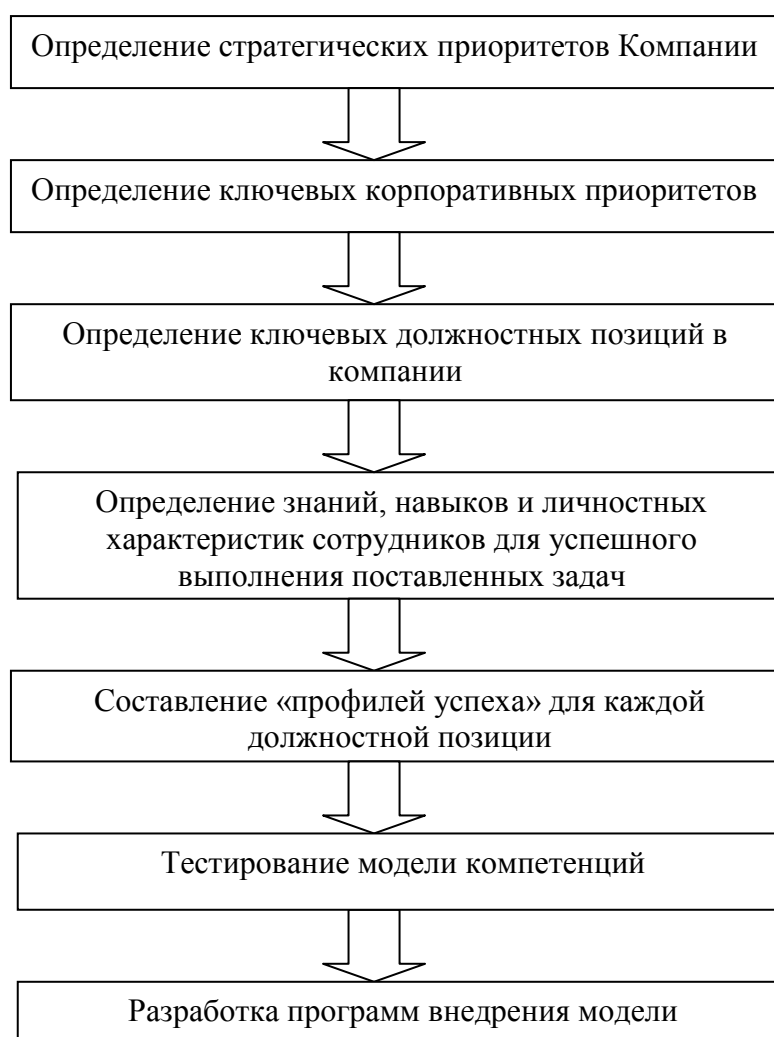 Определение стратегических приоритетов Компании
Определение ключевых корпоративных приоритетов
Определение ключевых должностных позиций в
компании
Определение знаний, навыков и личностных
характеристик сотрудников для успешного
выполнения поставленных задач
Составление «профилей успеха» для каждой
должностной позиции
Тестирование модели компетенций
Разработка программ внедрения модели